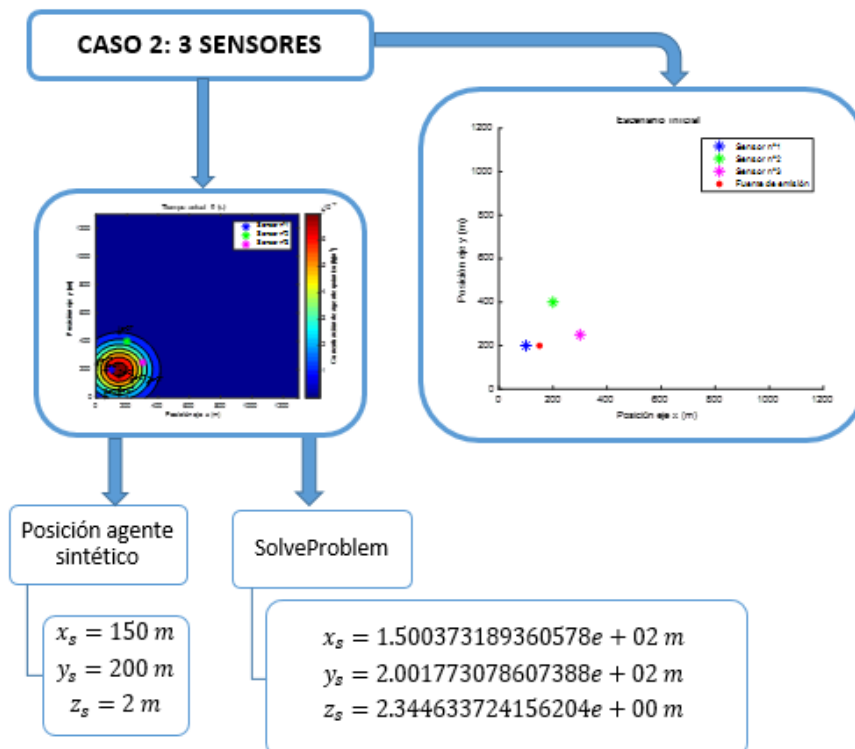 CASO 2: 3 SENSORES
Escenario inicial
1200
1000
800
600
400
200
0
Posición eje y (m)
0 200 400 600 800 1000 1200
Posición eje x (m)
Sensor nº1
Sensor nº2
Sensor nº3
Fuente de emisión
Sensor nº1
Sensor nº2
Sensor nº3
Posición eje y (m)
Posición eje x (m)
Posición agente
sintético
SolveProblem
x_s = 150 m
y_s = 200 m
z_s = 2 m
x_s = 1.500373189360578e + 02 m
y_s = 2.001773078607388e + 02 m
z_s = 2.344633724156204e + 00 m